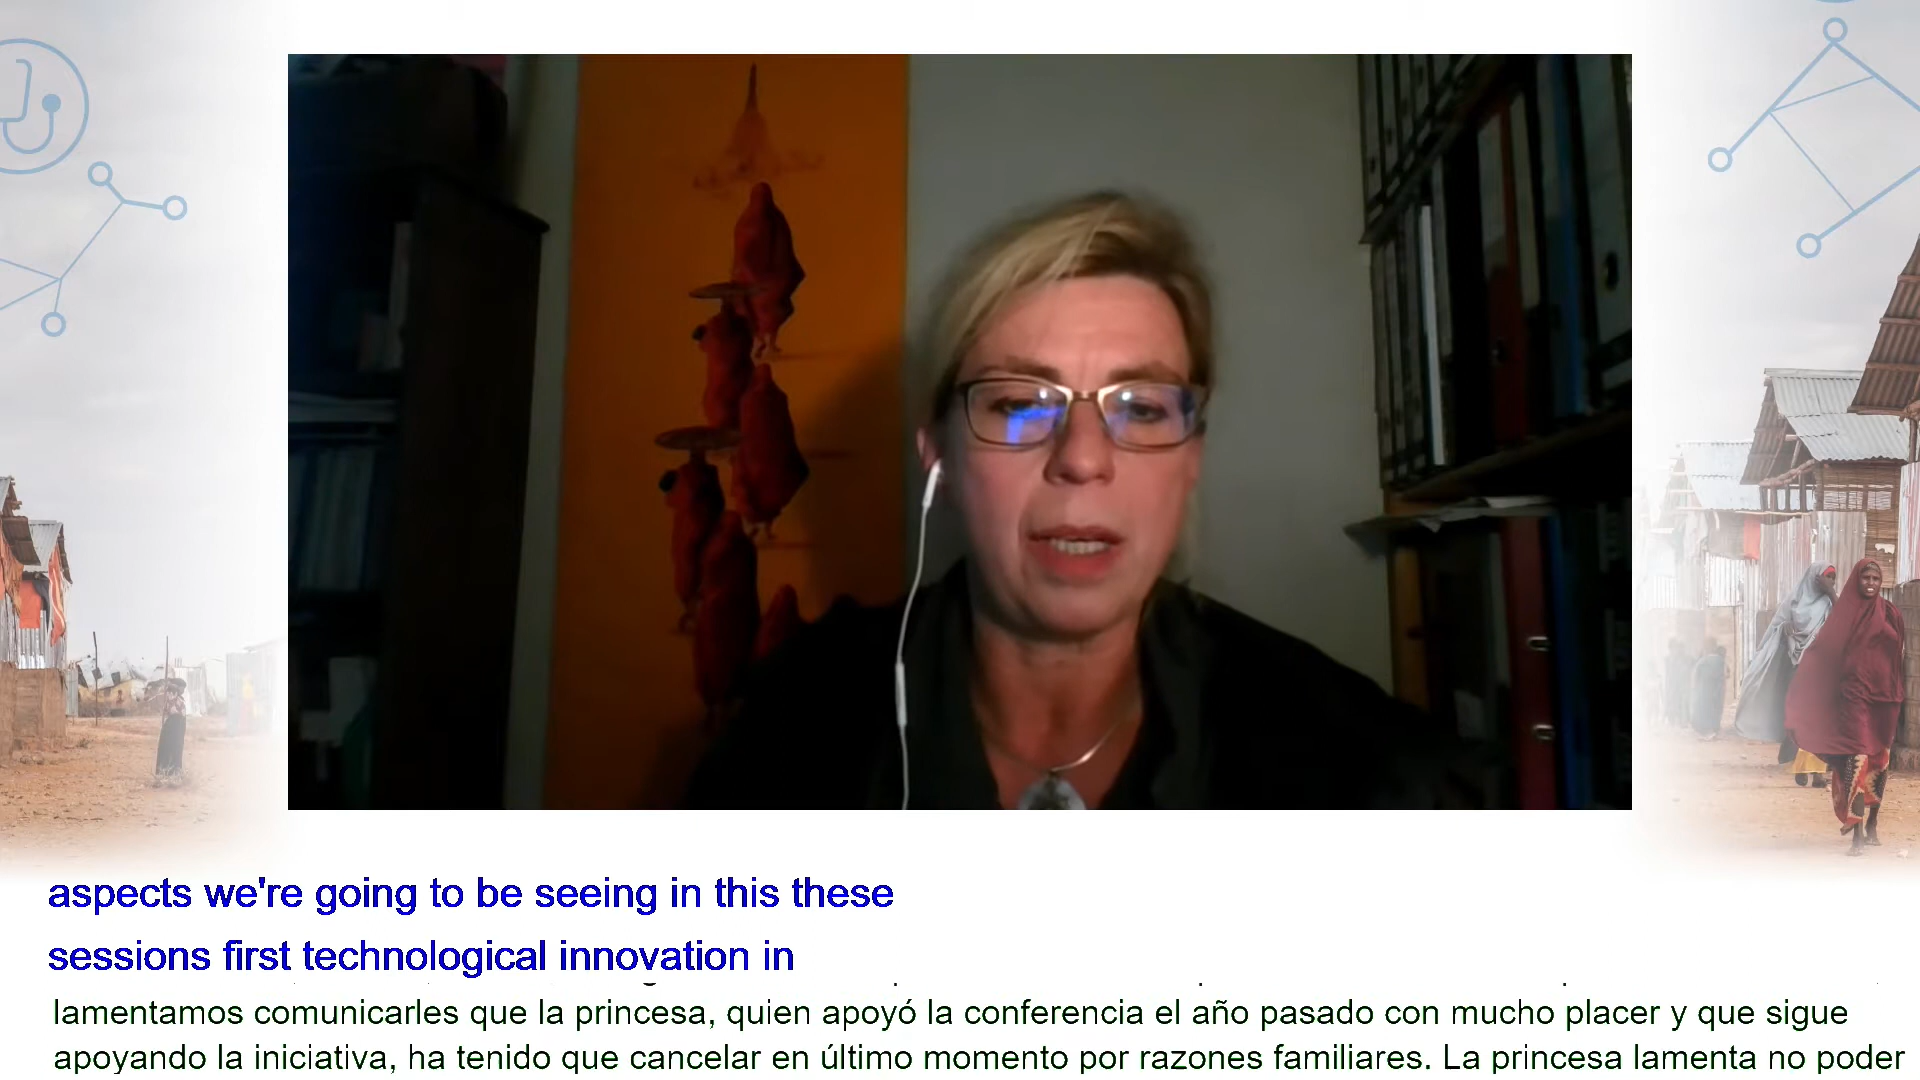 aspects we're going to be seeing in this these
sessions first technological innovation in
lamentamos comunicarles que la princesa, quien apoyó la conferencia el año pasado con mucho placer y que sigue
apoyando la iniciativa, ha tenido que cancelar en último momento por razones familiares. La princesa lamenta no poder